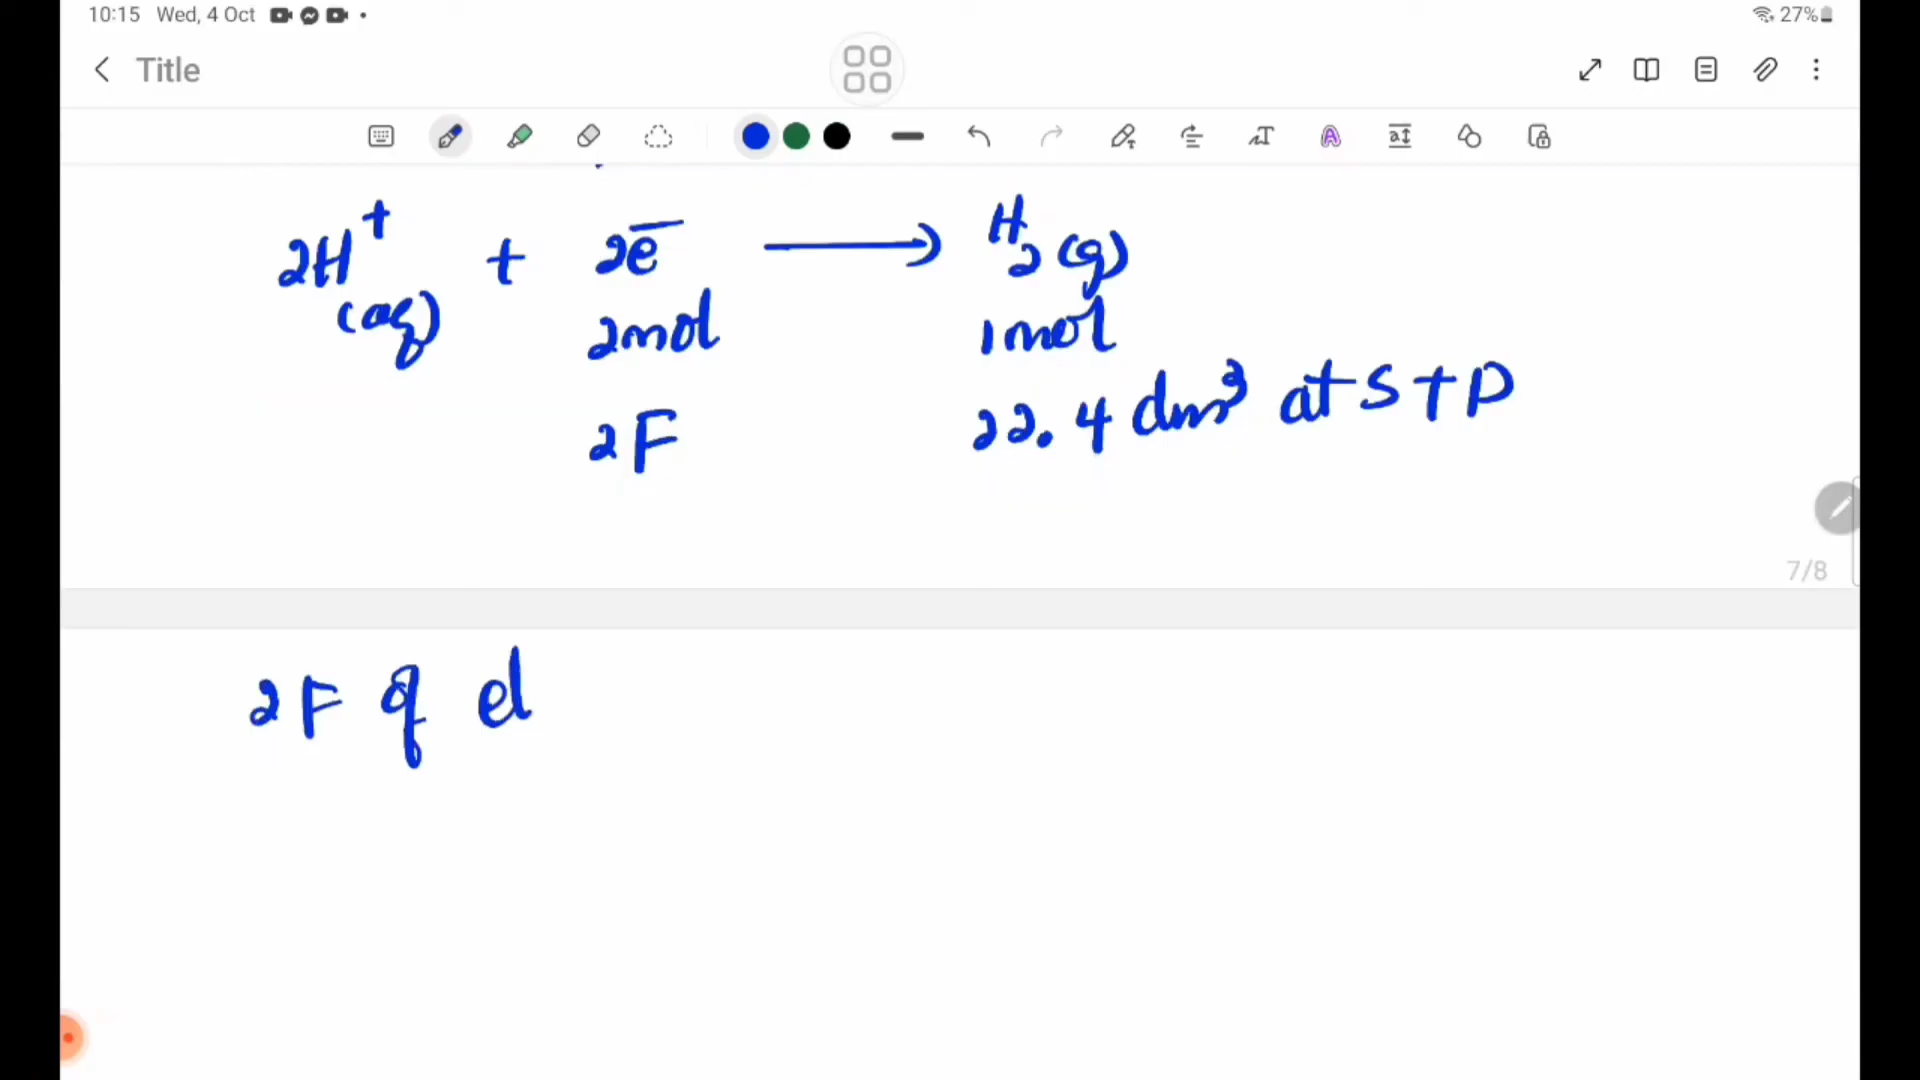 10:15 Wed, 4 Oct 27%
Title
2H⁺(aq) + 2e⁻ ⟶ H₂(g)
2mol 1mol
2F 22.4 dm³ at STP
7/8
2F of el